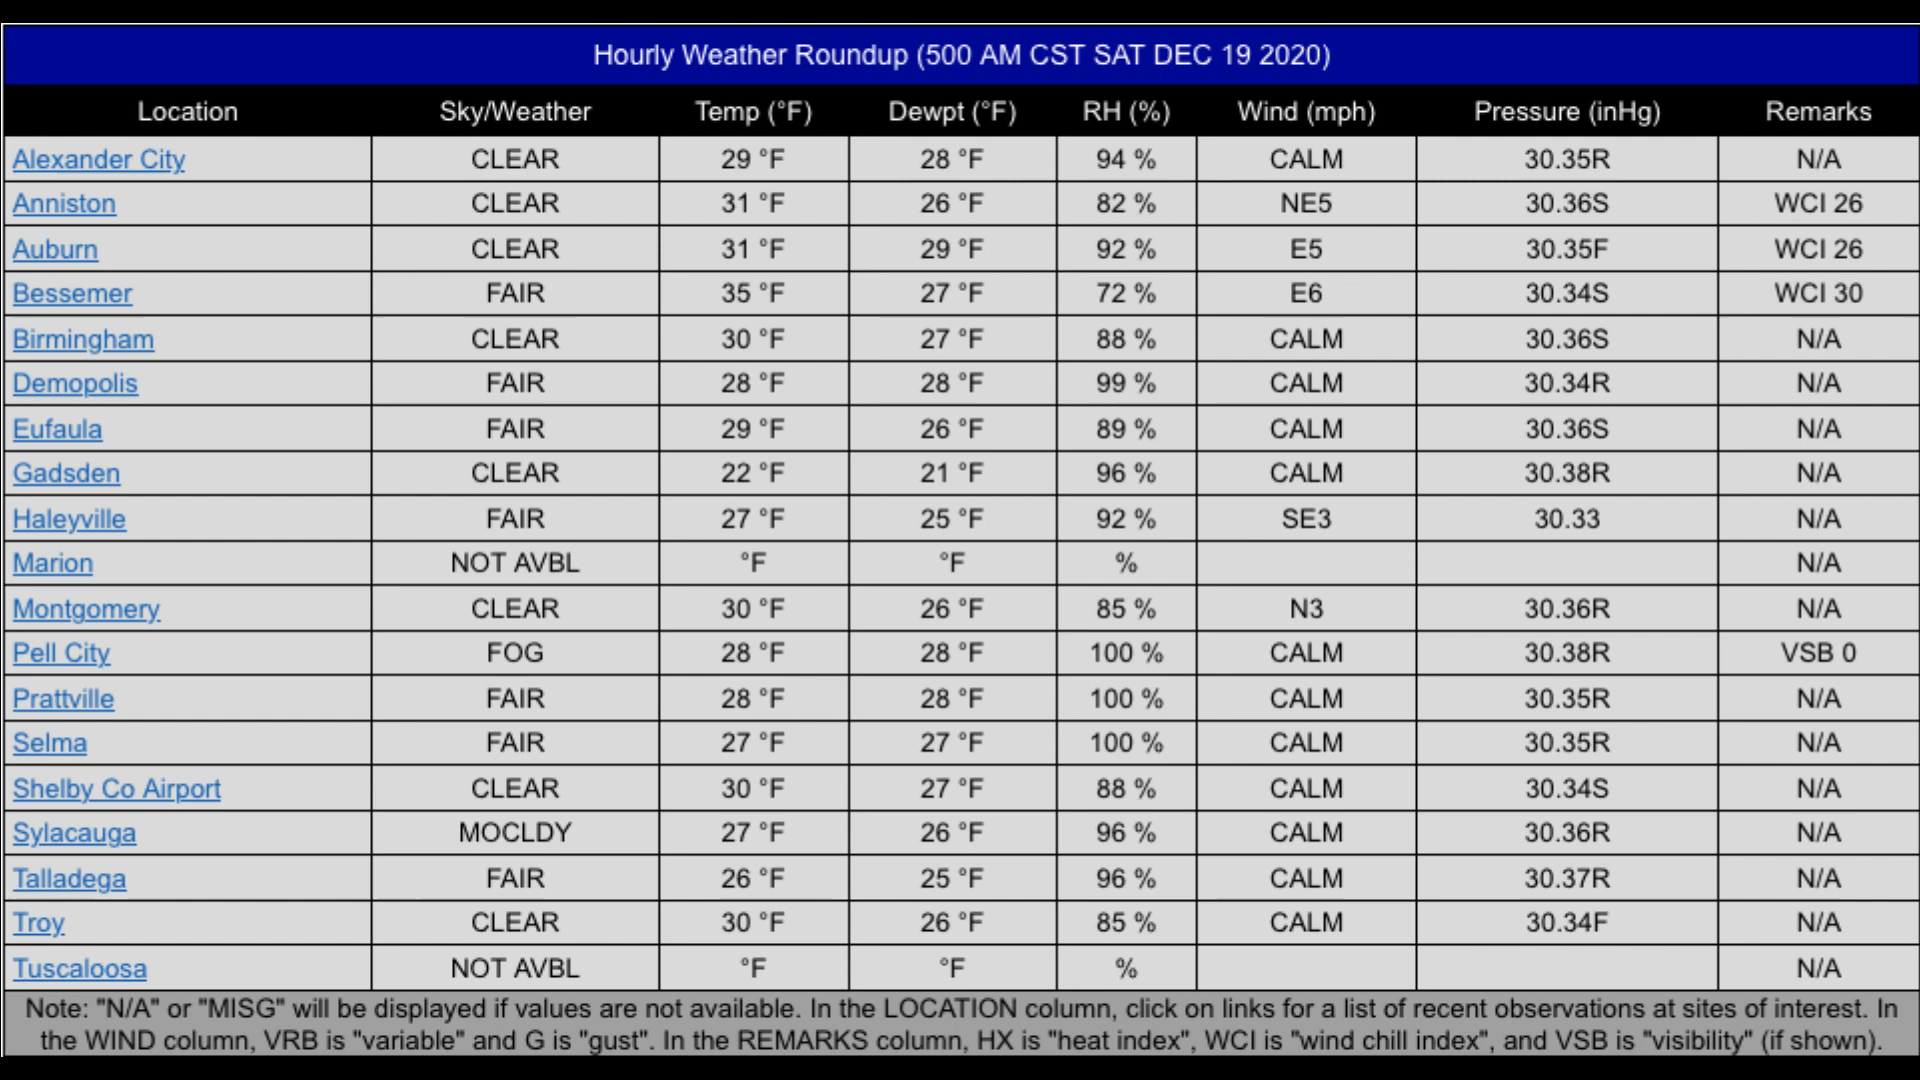 Hourly Weather Roundup (500 AM CST SAT DEC 19 2020)
Location Sky/Weather Temp (°F) Dewpt (°F) RH (%) Wind (mph) Pressure (inHg) Remarks
Alexander City CLEAR 29 °F 28 °F 94 % CALM 30.35R N/A
Anniston CLEAR 31 °F 26 °F 82 % NE5 30.36S WCI 26
Auburn CLEAR 31 °F 29 °F 92 % E5 30.35F WCI 26
Bessemer FAIR 35 °F 27 °F 72 % E6 30.34S WCI 30
Birmingham CLEAR 30 °F 27 °F 88 % CALM 30.36S N/A
Demopolis FAIR 28 °F 28 °F 99 % CALM 30.34R N/A
Eufaula FAIR 29 °F 26 °F 89 % CALM 30.36S N/A
Gadsden CLEAR 22 °F 21 °F 96 % CALM 30.38R N/A
Haleyville FAIR 27 °F 25 °F 92 % SE3 30.33 N/A
Marion NOT AVBL °F °F % N/A
Montgomery CLEAR 30 °F 26 °F 85 % N3 30.36R N/A
Pell City FOG 28 °F 28 °F 100 % CALM 30.38R VSB 0
Prattville FAIR 28 °F 28 °F 100 % CALM 30.35R N/A
Selma FAIR 27 °F 27 °F 100 % CALM 30.35R N/A
Shelby Co Airport CLEAR 30 °F 27 °F 88 % CALM 30.34S N/A
Sylacauga MOCLDY 27 °F 26 °F 96 % CALM 30.36R N/A
Talladega FAIR 26 °F 25 °F 96 % CALM 30.37R N/A
Troy CLEAR 30 °F 26 °F 85 % CALM 30.34F N/A
Tuscaloosa NOT AVBL °F °F % N/A
Note: "N/A" or "MISG" will be displayed if values are not available. In the LOCATION column, click on links for a list of recent observations at sites of interest. In
the WIND column, VRB is "variable" and G is "gust". In the REMARKS column, HX is "heat index", WCI is "wind chill index", and VSB is "visibility" (if shown).